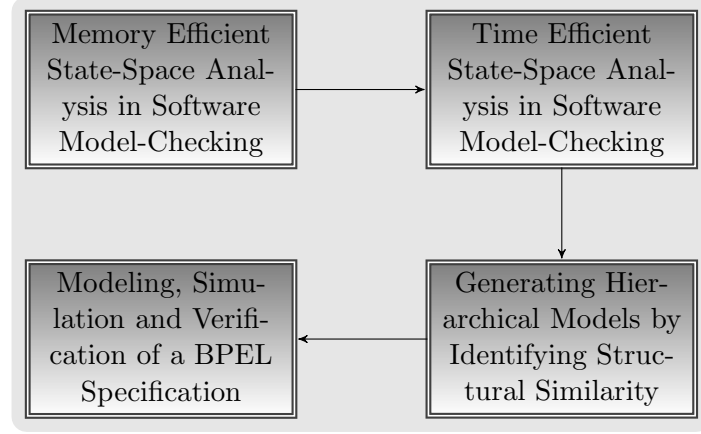 Memory Efficient
State-Space Anal-
ysis in Software
Model-Checking
Time Efficient
State-Space Anal-
ysis in Software
Model-Checking
Generating Hier-
archical Models by
Identifying Struc-
tural Similarity
Modeling, Simu-
lation and Verifi-
cation of a BPEL
Specification